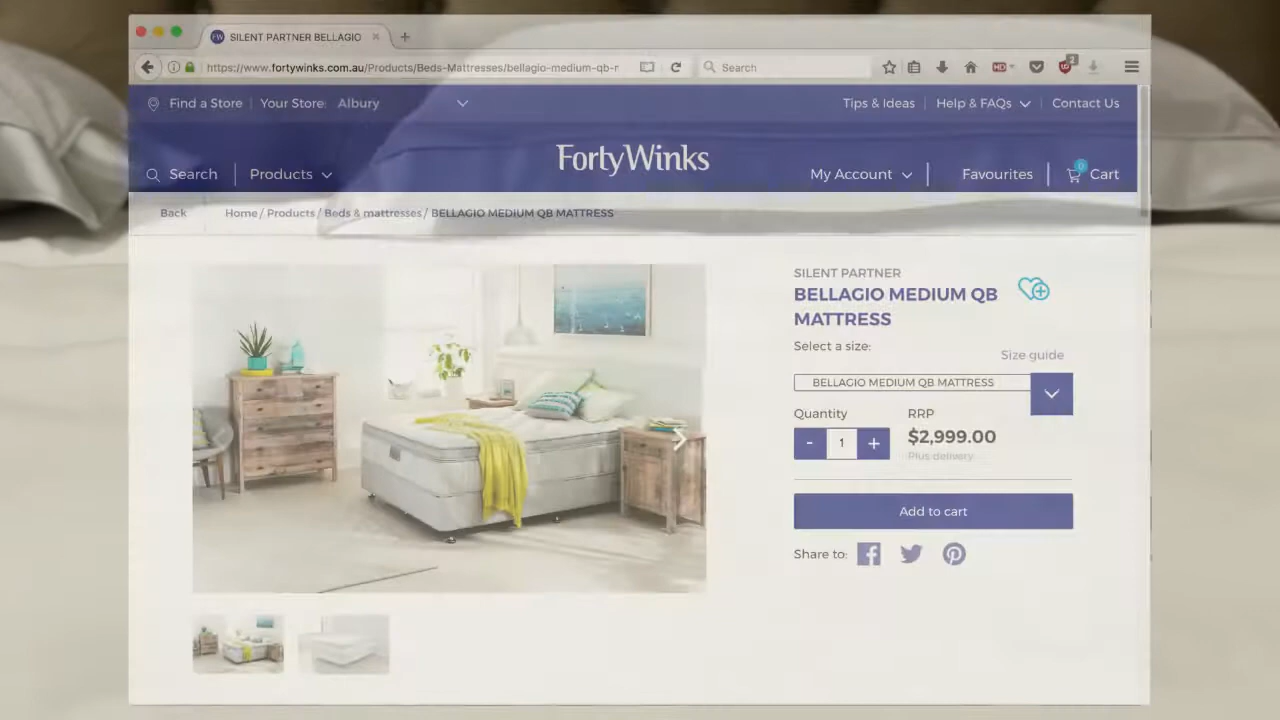 SILENT PARTNER BELLAGIO
https://www.fortywinks.com.au/Products/Beds-Mattresses/bellagio-medium-qb-r
Search
HD
2
Find a Store
Your Store: Albury
Tips & Ideas
Help & FAQs
Contact Us
FortyWinks
Search
Products
My Account
Favourites
0
Cart
Back
Home / Products / Beds & mattresses / BELLAGIO MEDIUM QB MATTRESS
SILENT PARTNER
BELLAGIO MEDIUM QB
MATTRESS
Select a size:
Size guide
BELLAGIO MEDIUM QB MATTRESS
Quantity
RRP
- 1 +
$2,999.00
Plus delivery
Add to cart
Share to: